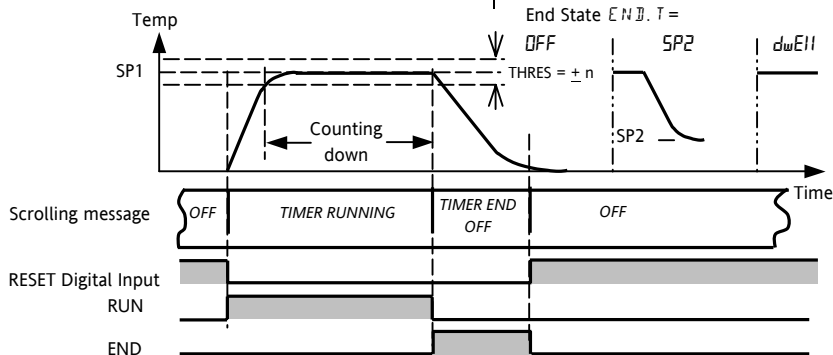 End State END.T =
Temp
OFF
SP2
dwEll
SP1
THRES = ± n
Counting
down
SP2
Time
Scrolling message
OFF
TIMER RUNNING
TIMER END
OFF
OFF
RESET Digital Input
RUN
END